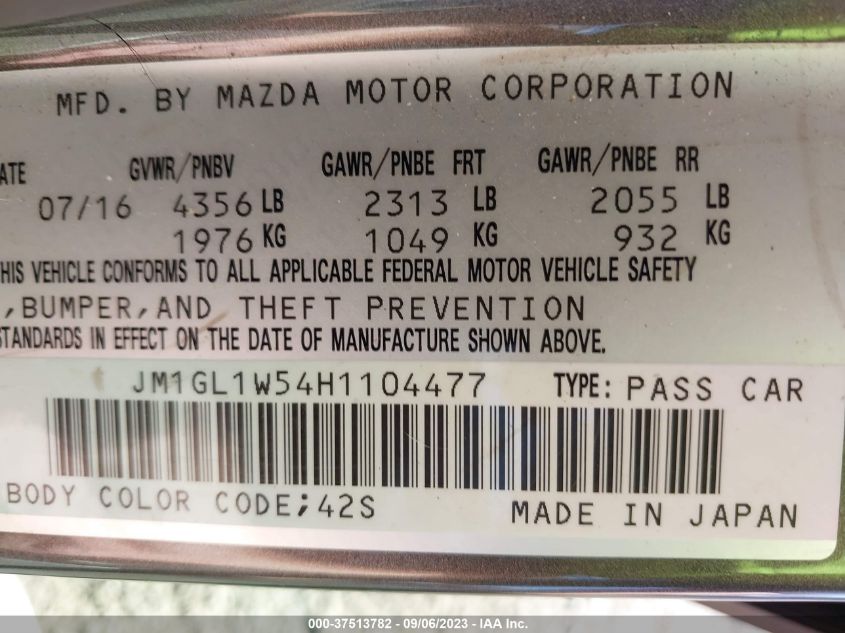 MFD. BY MAZDA MOTOR CORPORATION
ATE GVWR/PNBV GAWR/PNBE FRT GAWR/PNBE RR
07/16 4356 LB 2313 LB 2055 LB
1976 KG 1049 KG 932 KG
HIS VEHICLE CONFORMS TO ALL APPLICABLE FEDERAL MOTOR VEHICLE SAFETY
,BUMPER,AND THEFT PREVENTION
STANDARDS IN EFFECT ON THE DATE OF MANUFACTURE SHOWN ABOVE.
JM1GL1W54H1104477 TYPE: PASS CAR
BODY COLOR CODE;42S MADE IN JAPAN
000-37513782 - 09/06/2023 - IAA Inc.